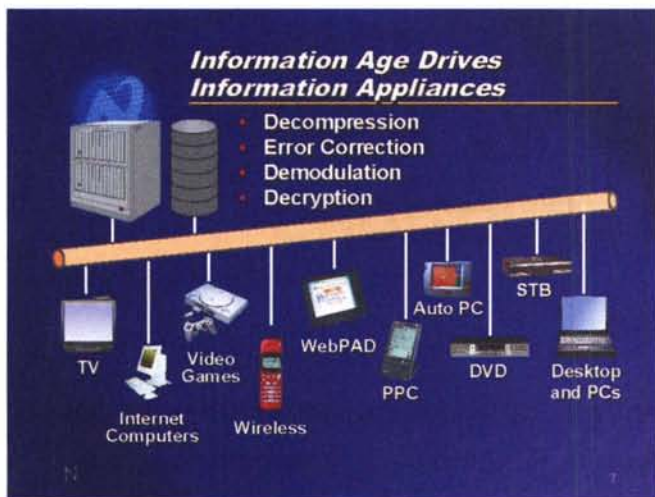 Information Age Drives
Information Appliances
• Decompression
• Error Correction
• Demodulation
• Decryption
TV
Internet
Computers
Video
Games
Wireless
WebPAD
PPC
Auto PC
DVD
STB
Desktop
and PCs
N
7